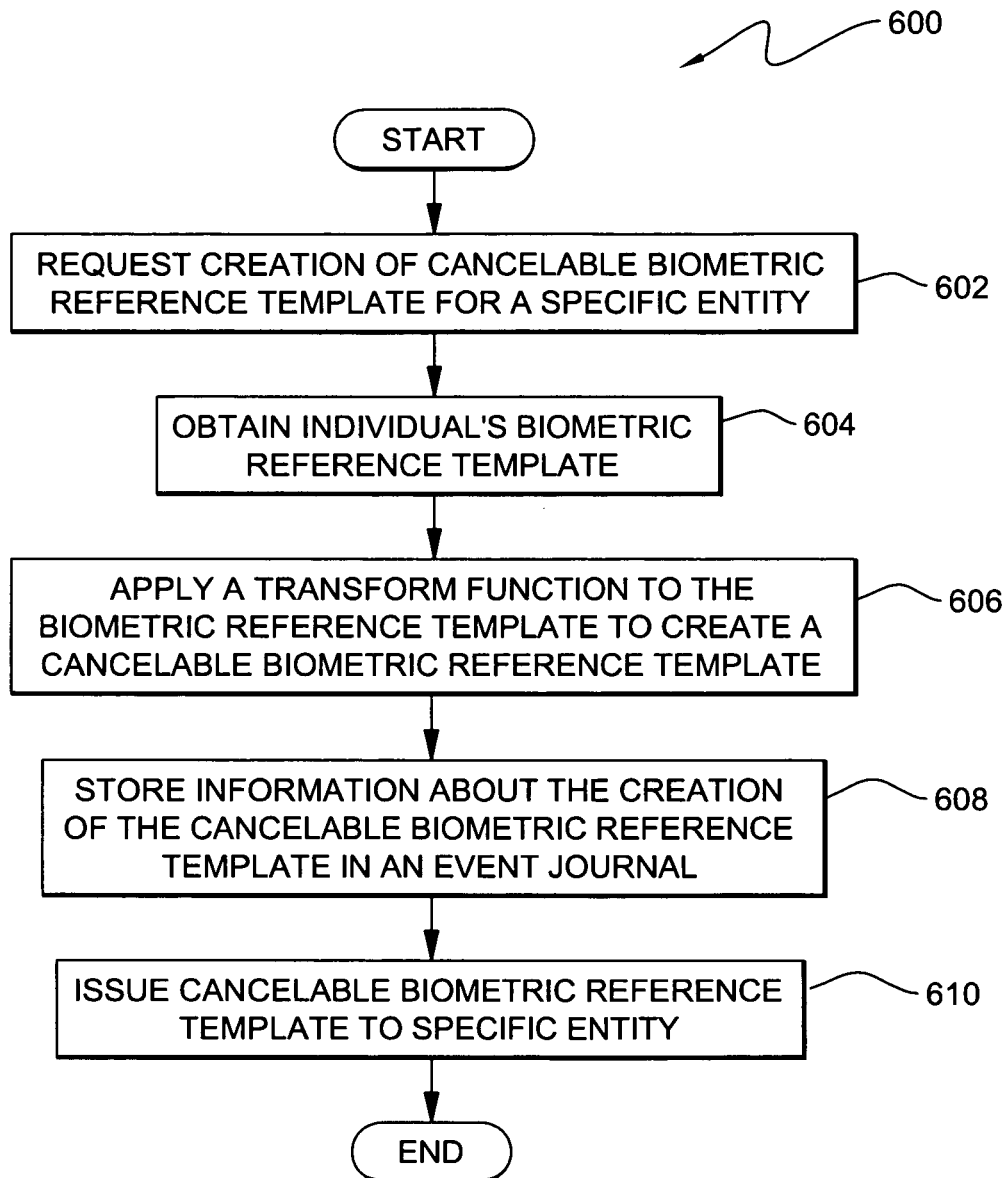 600
START
REQUEST CREATION OF CANCELABLE BIOMETRIC
REFERENCE TEMPLATE FOR A SPECIFIC ENTITY
602
OBTAIN INDIVIDUAL'S BIOMETRIC
REFERENCE TEMPLATE
604
APPLY A TRANSFORM FUNCTION TO THE
BIOMETRIC REFERENCE TEMPLATE TO CREATE A
CANCELABLE BIOMETRIC REFERENCE TEMPLATE
606
STORE INFORMATION ABOUT THE CREATION
OF THE CANCELABLE BIOMETRIC REFERENCE
TEMPLATE IN AN EVENT JOURNAL
608
ISSUE CANCELABLE BIOMETRIC REFERENCE
TEMPLATE TO SPECIFIC ENTITY
610
END